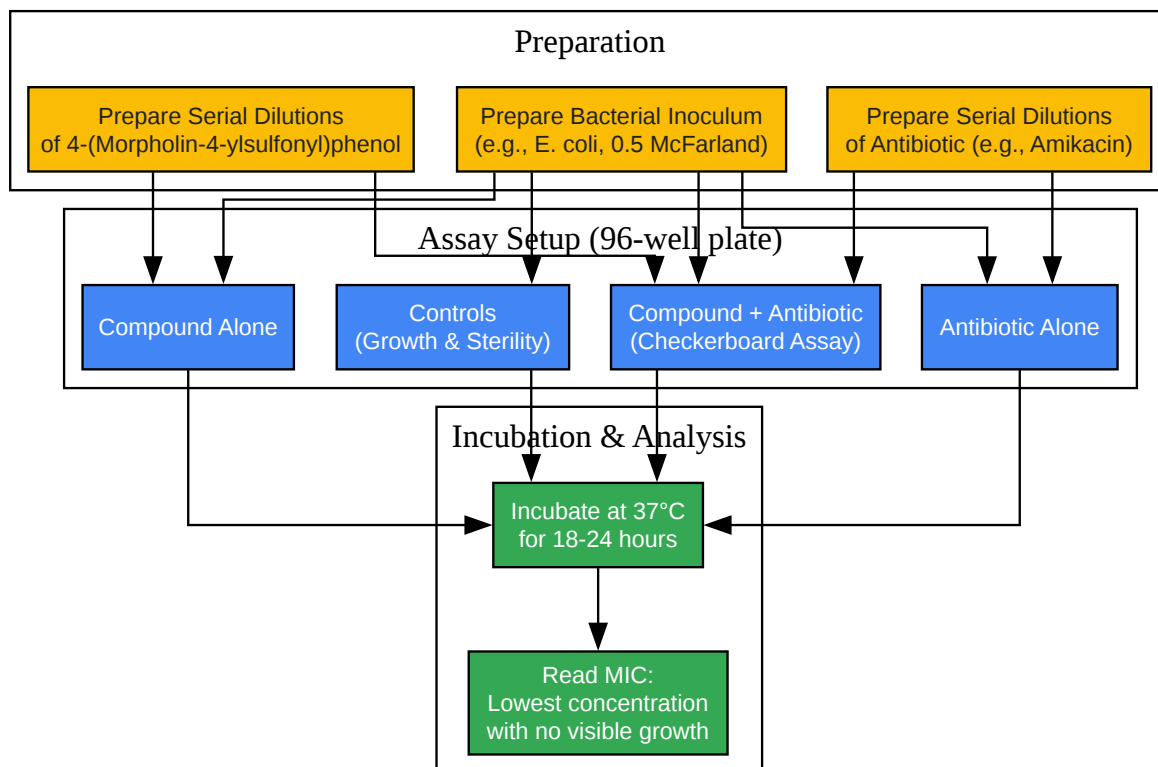 Preparation
Prepare Serial Dilutions
of 4-(Morpholin-4-ylsulfonyl)phenol
Prepare Bacterial Inoculum
(e.g., E. coli, 0.5 McFarland)
Prepare Serial Dilutions
of Antibiotic (e.g., Amikacin)
Assay Setup (96-well plate)
Compound Alone
Controls
(Growth & Sterility)
Compound + Antibiotic
(Checkerboard Assay)
Antibiotic Alone
Incubation & Analysis
Incubate at 37°C
for 18-24 hours
Read MIC:
Lowest concentration
with no visible growth